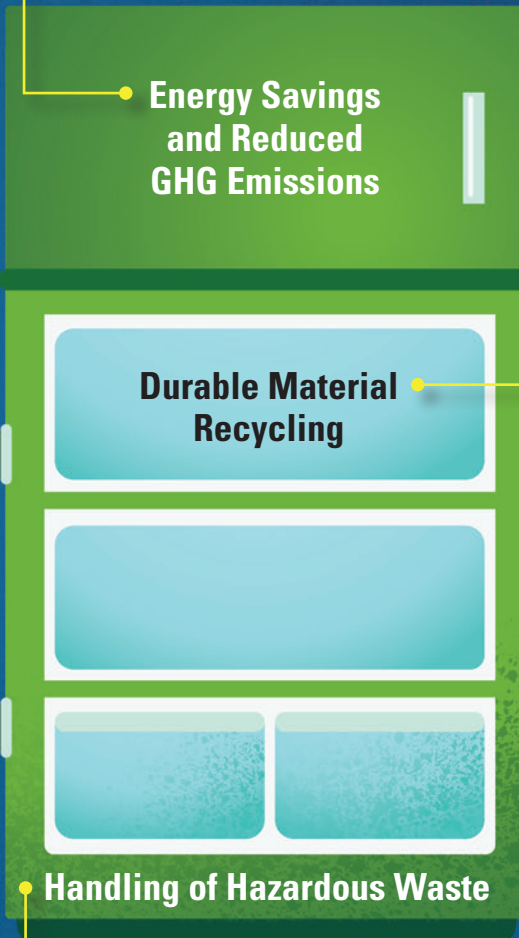 Energy Savings
and Reduced
GHG Emissions
Durable Material
Recycling
Handling of Hazardous Waste